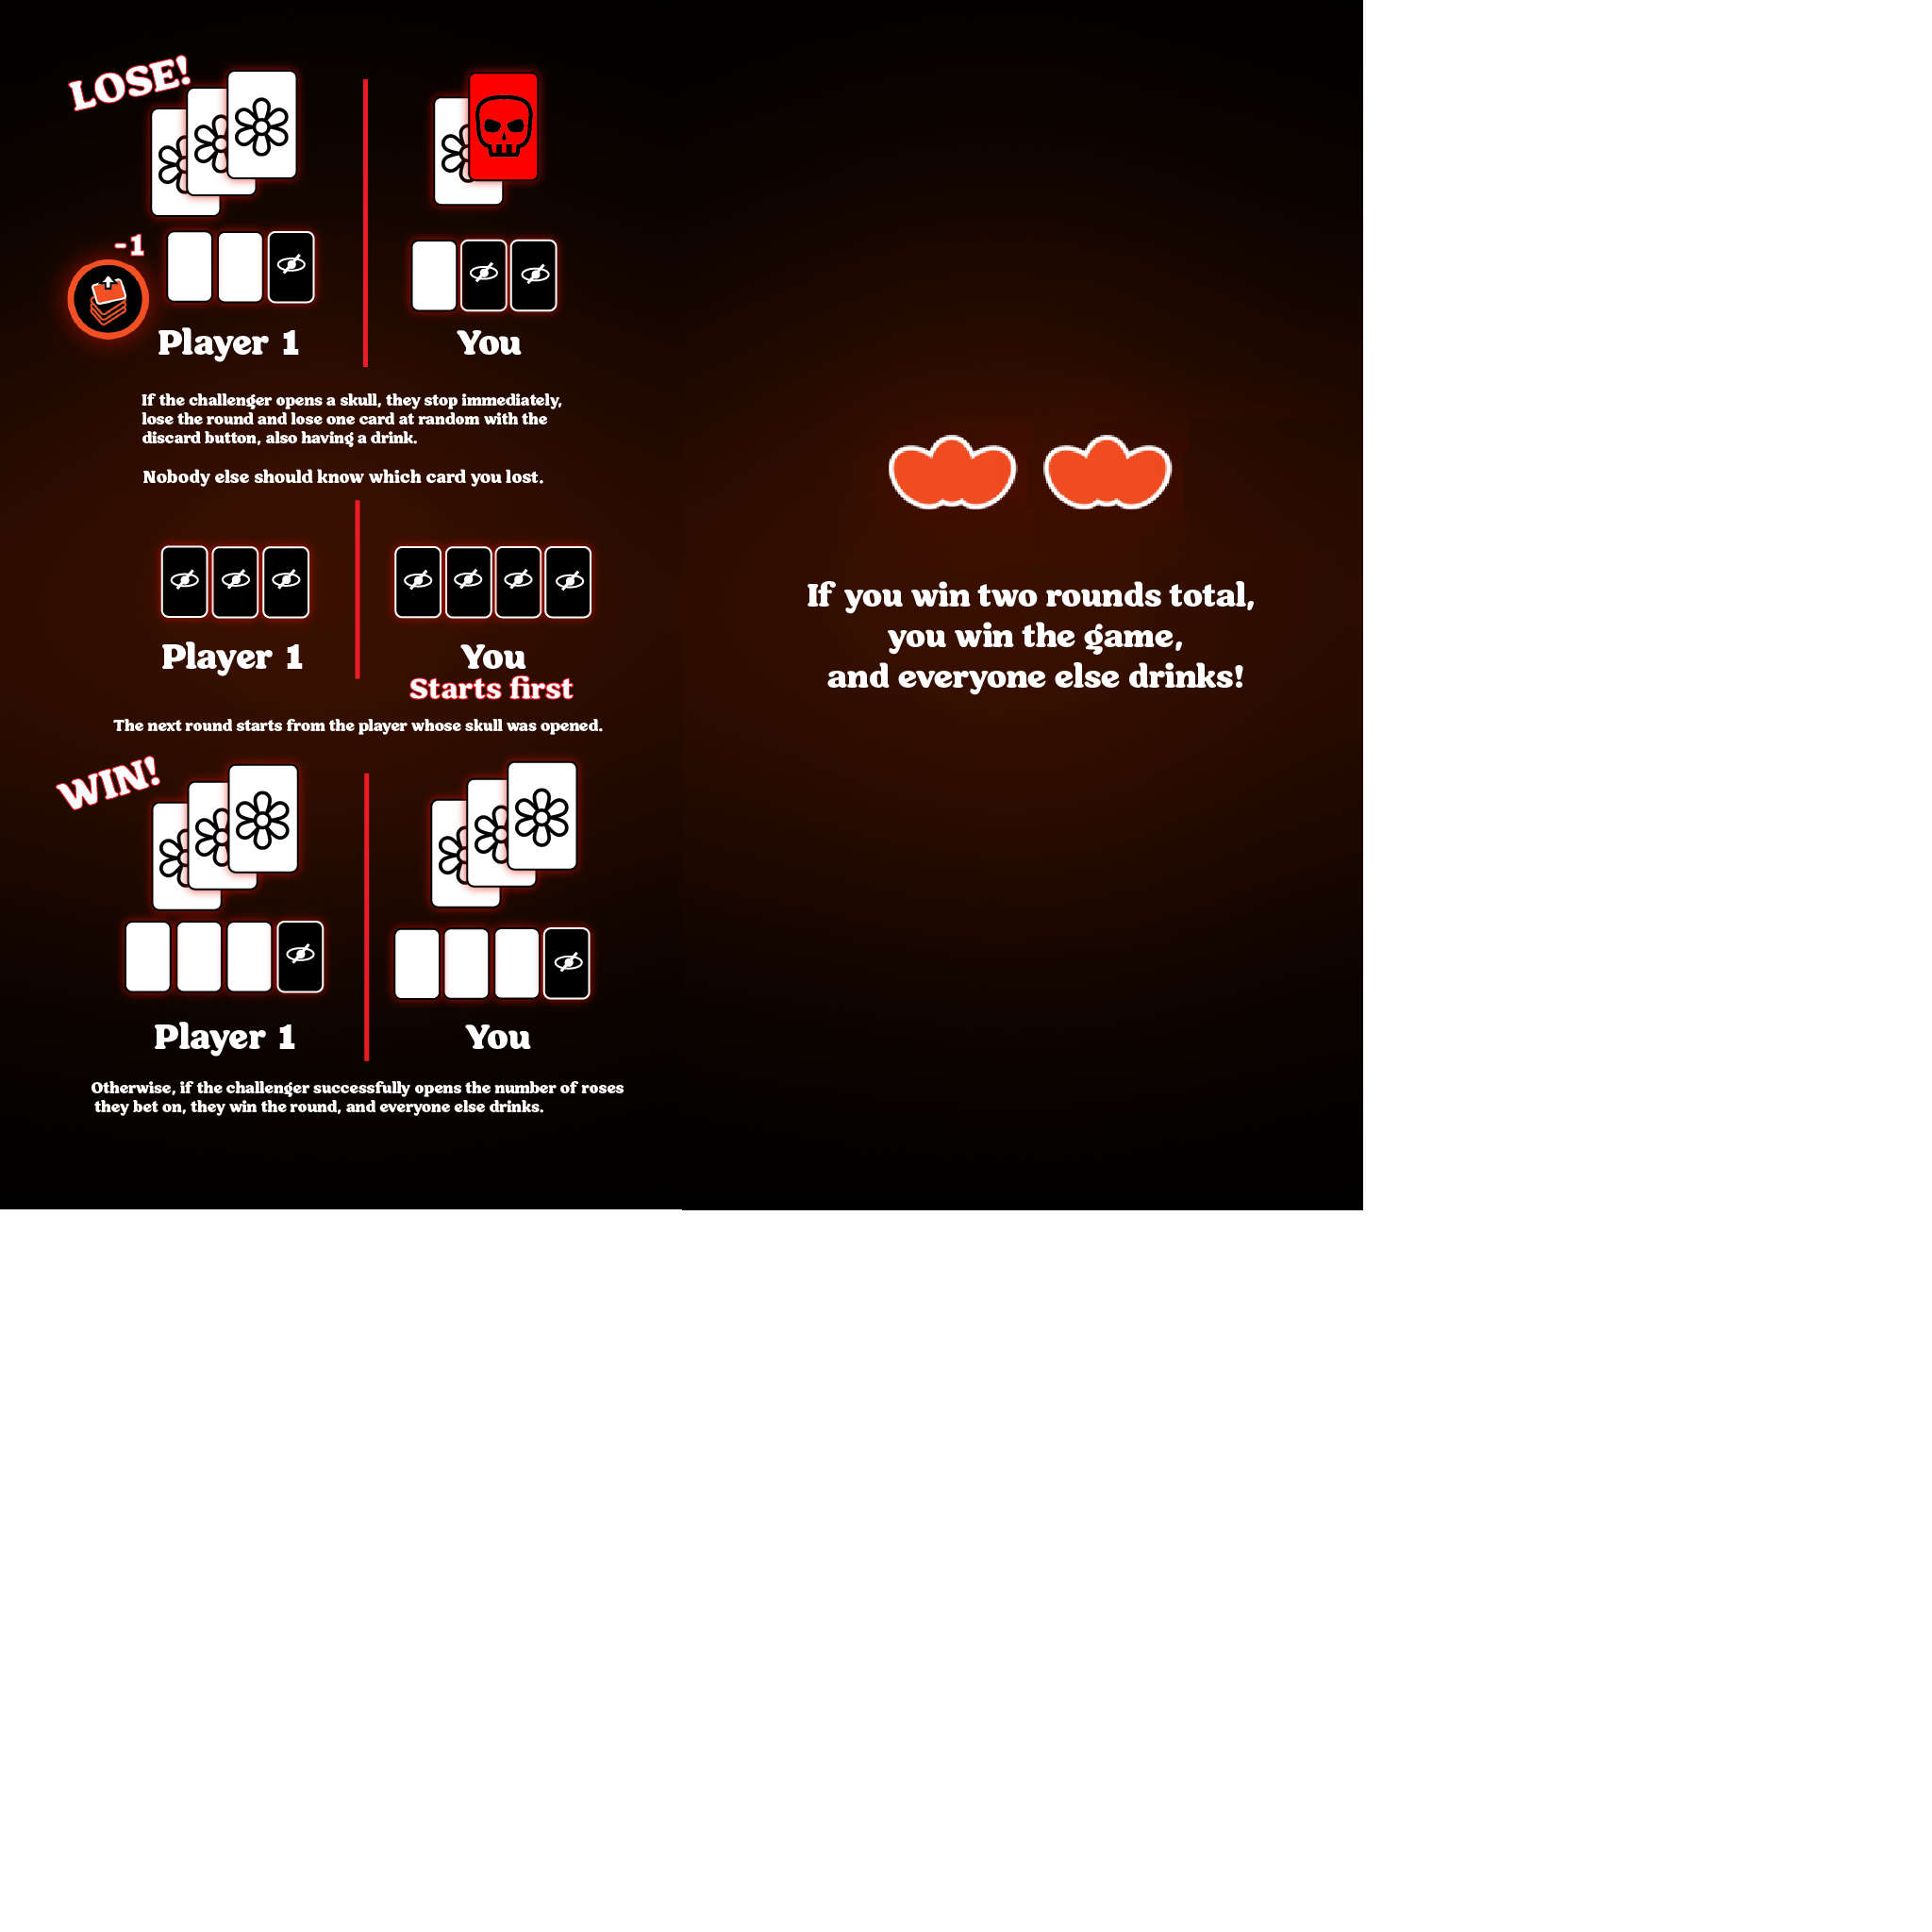 LOSE!
-1
Player 1
You
If the challenger opens a skull, they stop immediately,
lose the round and lose one card at random with the
discard button, also having a drink.
Nobody else should know which card you lost.
Player 1
You
Starts first
The next round starts from the player whose skull was opened.
WIN!
Player 1
You
Otherwise, if the challenger successfully opens the number of roses
they bet on, they win the round, and everyone else drinks.
If you win two rounds total,
you win the game,
and everyone else drinks!